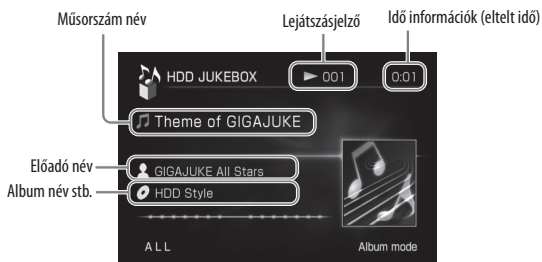 Műsorszám név
Lejátszásjelző
Idő információk (eltelt idő)
HDD JUKEBOX
001
0:01
Theme of GIGAJUKE
Előadó név
GIGAJUKE All Stars
Album név stb.
HDD Style
ALL
Album mode